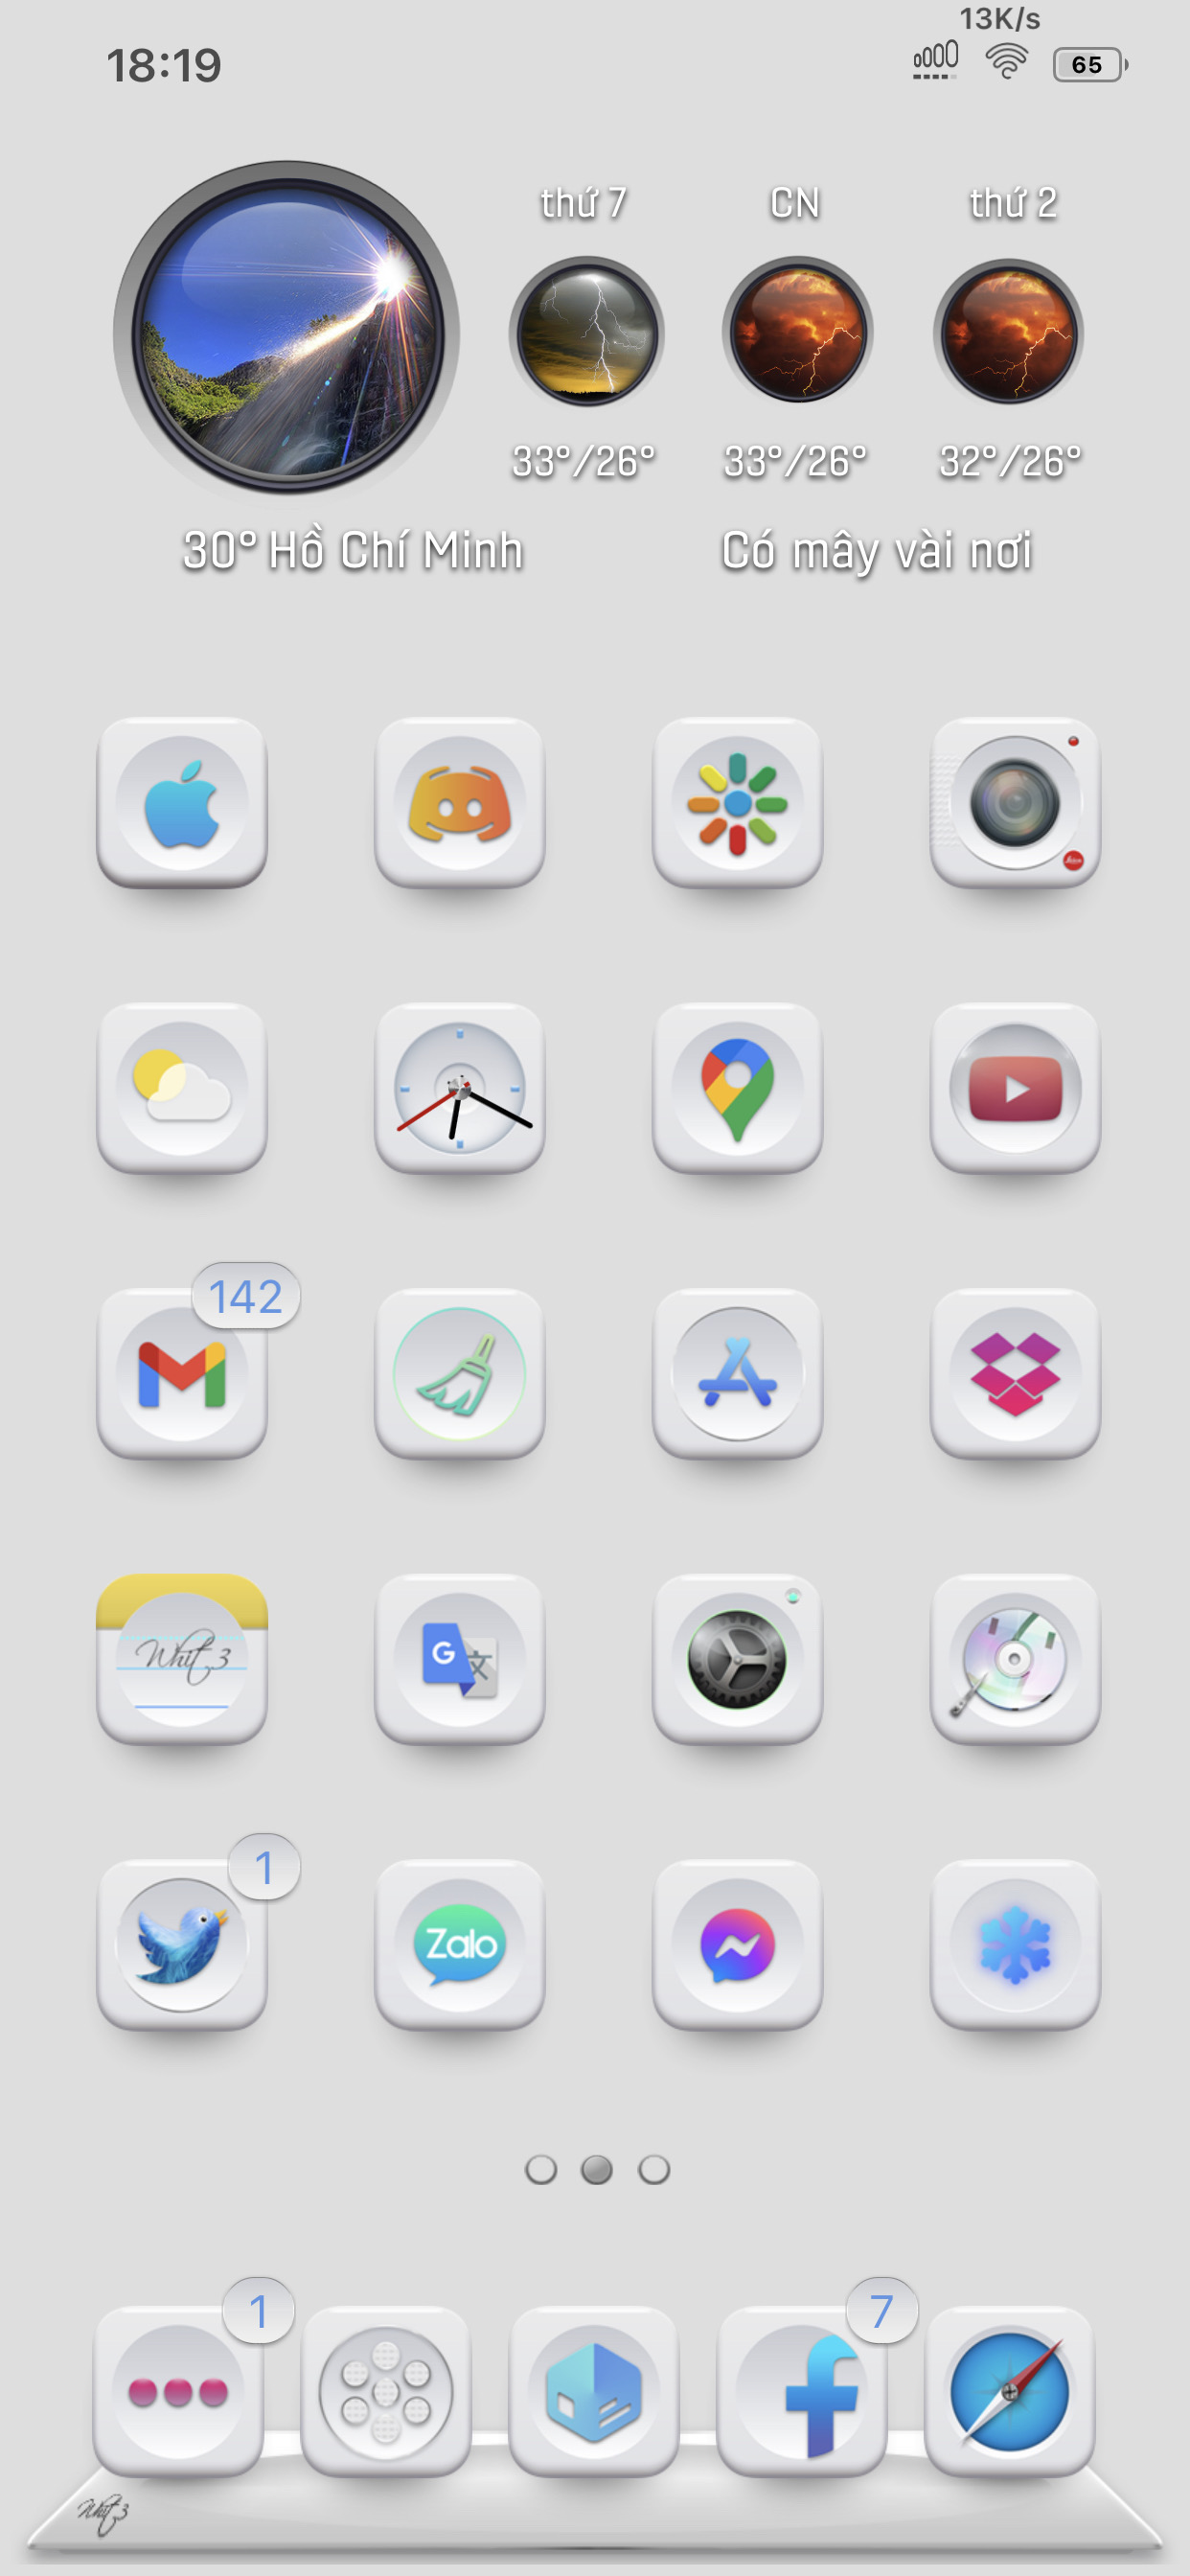 13K/s
18:19
65
thứ 7
CN
thứ 2
33°/26°
33°/26°
32°/26°
30° Hồ Chí Minh
Có mây vài nơi
142
Whit3
G 文
1
Zalo
1
7
f
Whit3